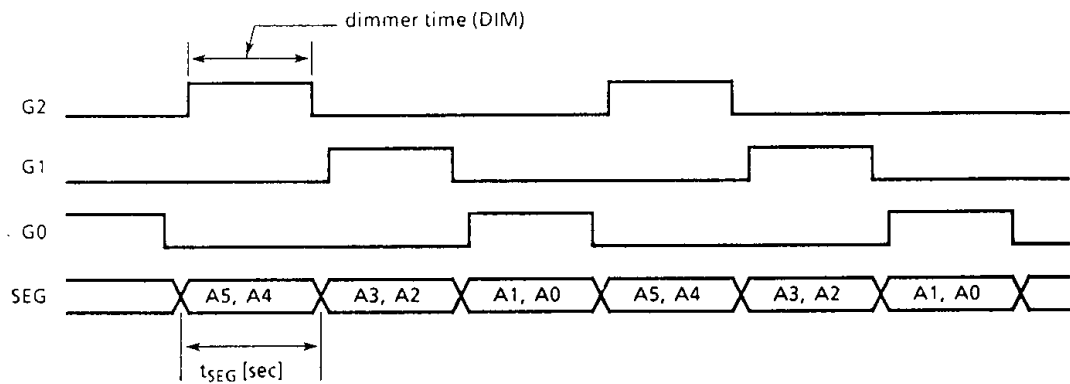 dimmer time (DIM)
G2
G1
G0
SEG
A5, A4
A3, A2
A1, A0
A5, A4
A3, A2
A1, A0
tSEG [sec]